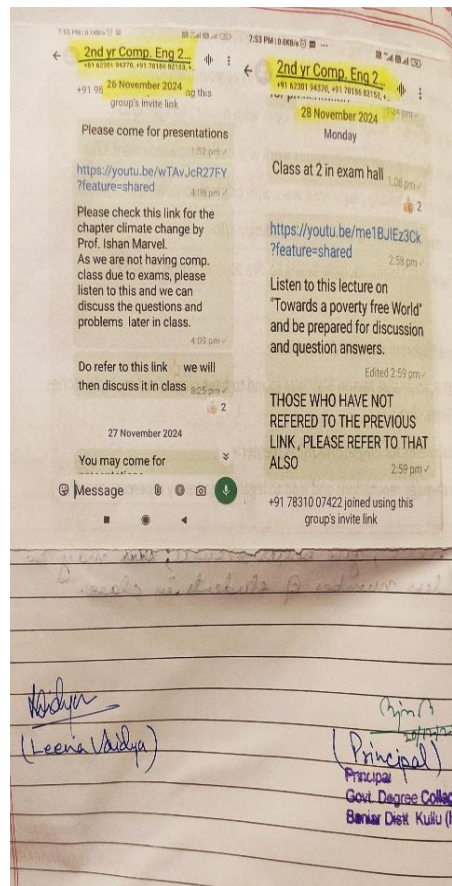 7:53 PM | 0.1KB/s
2nd yr Comp. Eng 2...
+91 62301 94370, +91 78186 82153, +...
+91 98 26 November 2024 ng this
group's invite link
Please come for presentations
1:52 pm
https://youtu.be/wTAvJcR27FY
?feature=shared
4:09 pm
Please check this link for the
chapter climate change by
Prof. Ishan Marvel.
As we are not having comp.
class due to exams, please
listen to this and we can
discuss the questions and
problems later in class.
4:09 pm
Do refer to this link 👆 we will
then discuss it in class 8:25 pm
👍 2
27 November 2024
You may come for
Message
7:53 PM | 0.0KB/s
2nd yr Comp. Eng 2...
+91 62301 94370, +91 78186 82153, +...
28 November 2024
Monday
Class at 2 in exam hall 1:08 pm
👍 2
https://youtu.be/me1BJIEz3Ck
?feature=shared
2:58 pm
Listen to this lecture on
"Towards a poverty free World"
and be prepared for discussion
and question answers.
Edited 2:59 pm
THOSE WHO HAVE NOT
REFERED TO THE PREVIOUS
LINK , PLEASE REFER TO THAT
ALSO
2:59 pm
+91 78310 07422 joined using this
group's invite link
Vaidya
(Leena Vaidya)
(Principal)
Principal
Govt. Degree Colleg
Banjar Distt Kullu (H